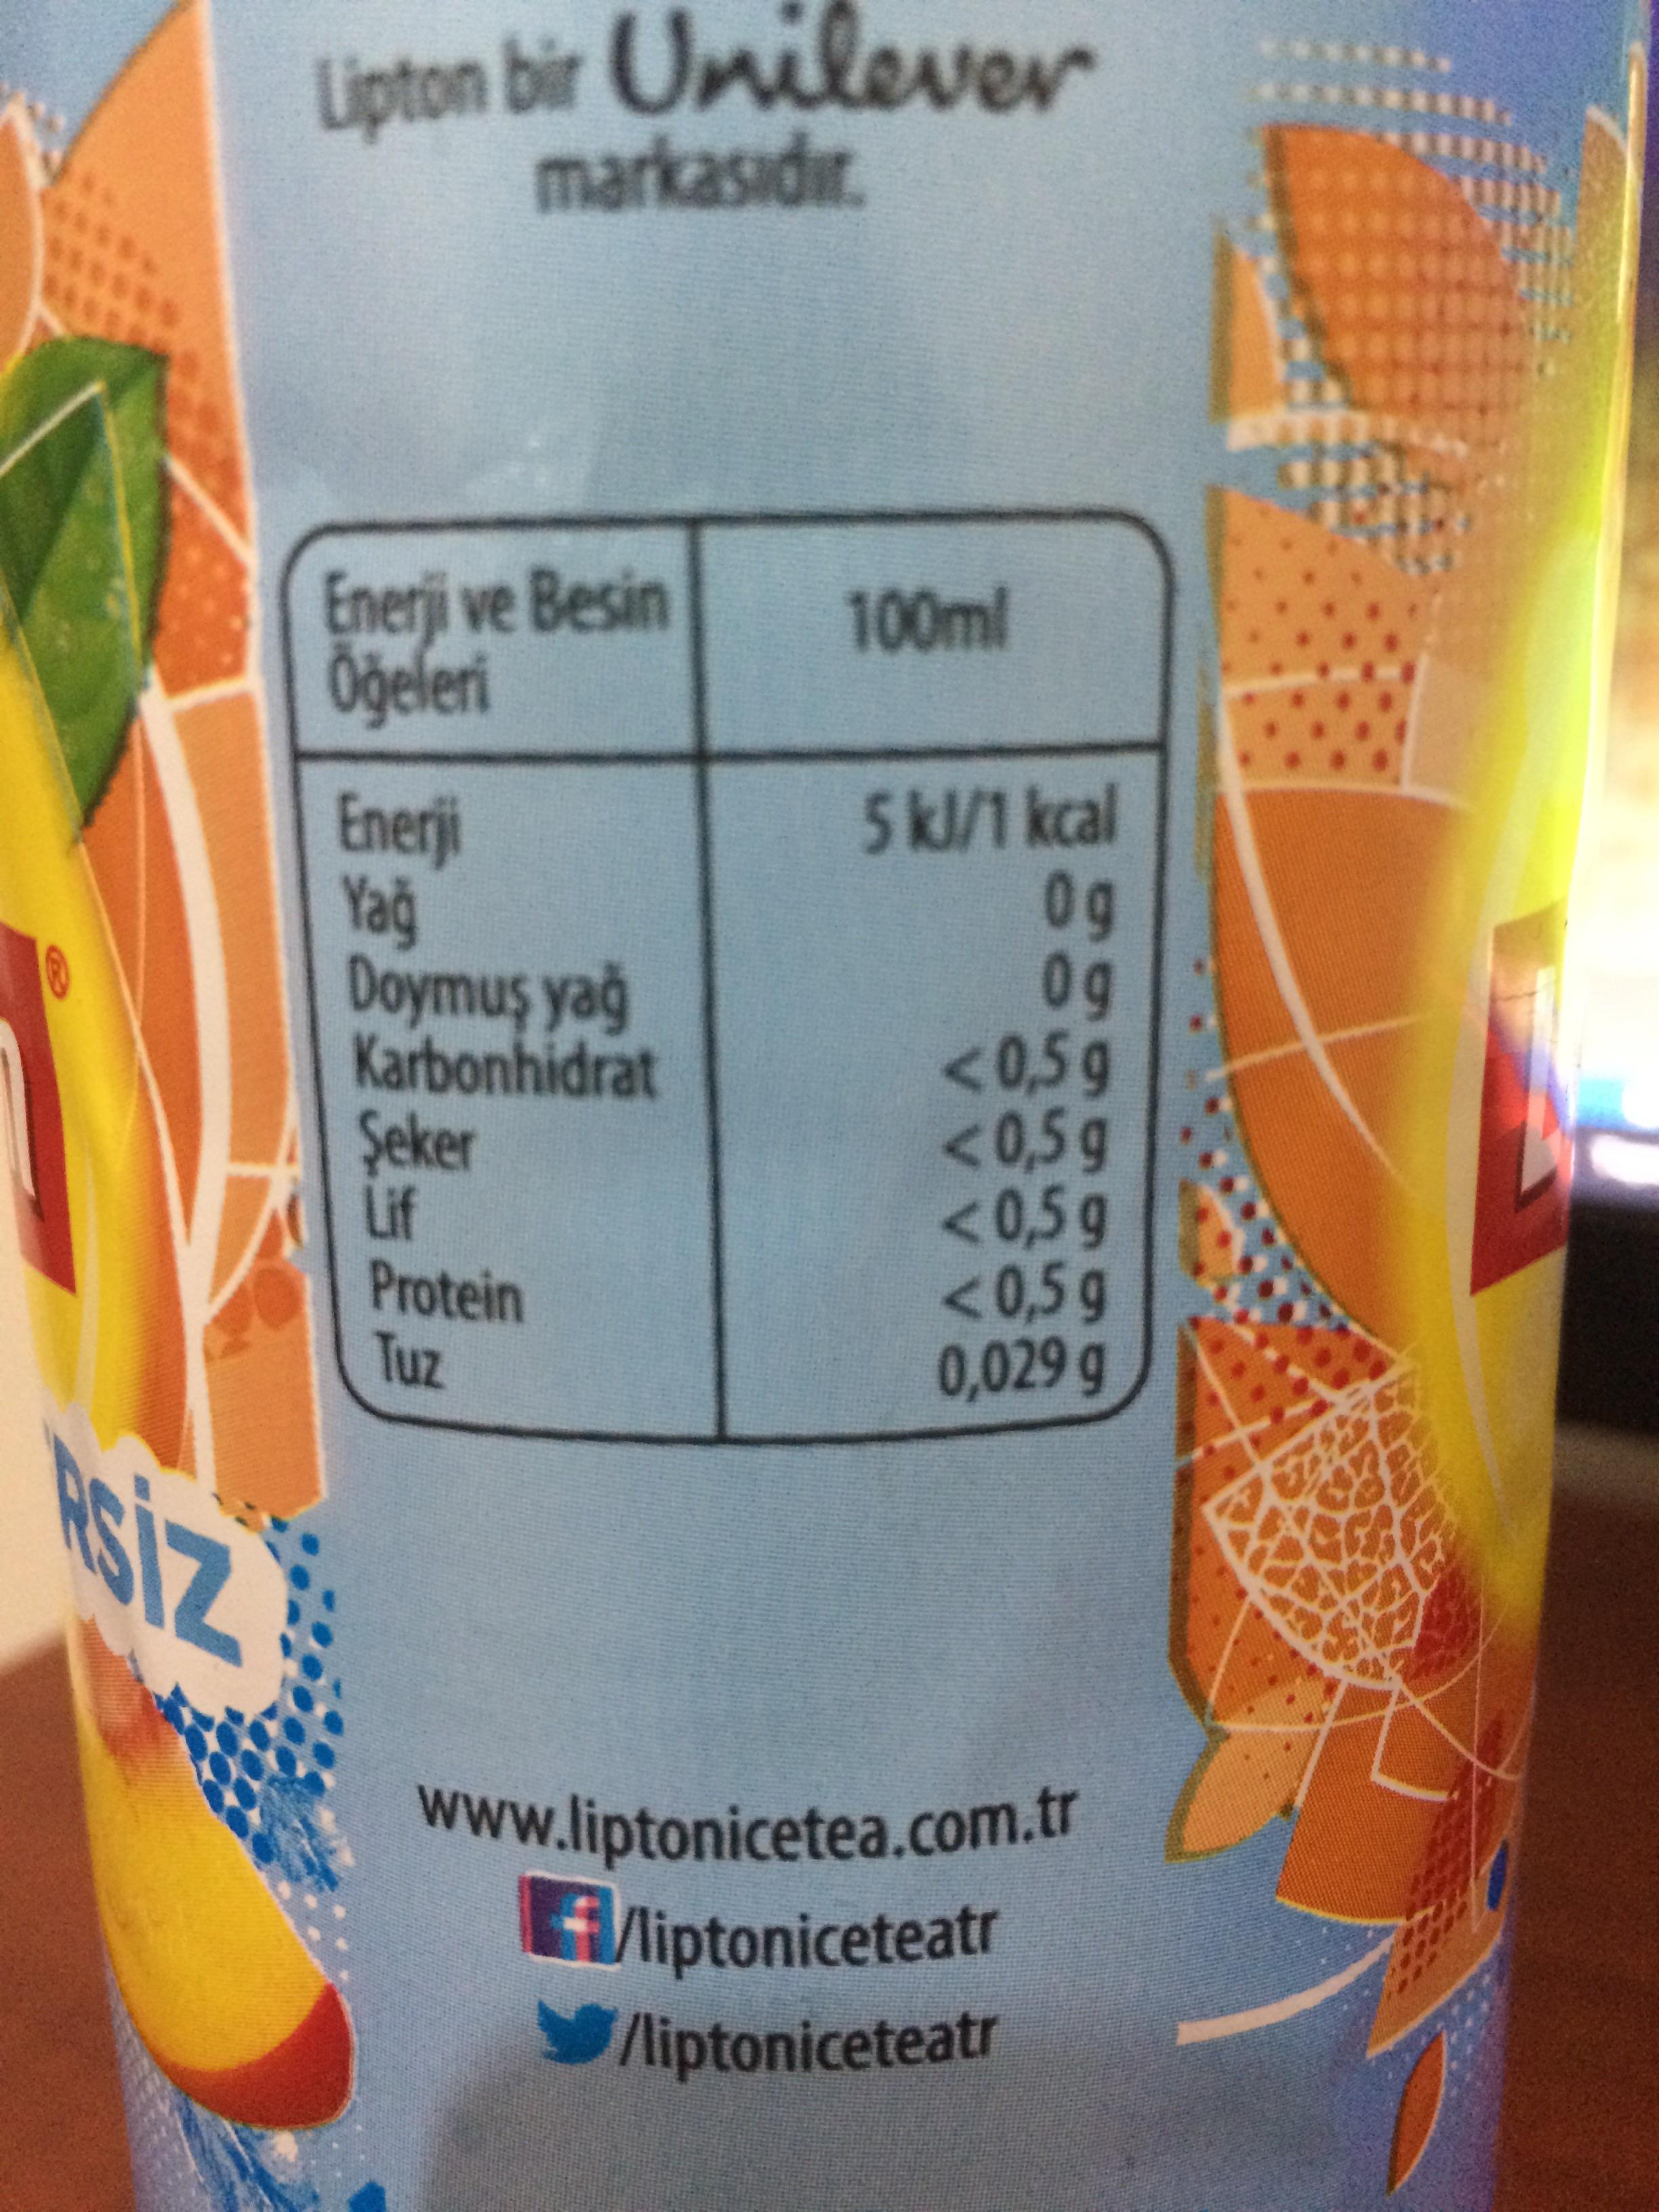 Lipton bir Unilever
markasıdır.
Enerji ve Besin
Öğeleri
100ml
Enerji 5 kJ/1 kcal
Yağ 0 g
Doymuş yağ 0 g
Karbonhidrat < 0,5 g
Şeker < 0,5 g
Lif < 0,5 g
Protein < 0,5 g
Tuz 0,029 g
RSİZ
www.liptonicetea.com.tr
f/liptoniceteatr
/liptoniceteatr